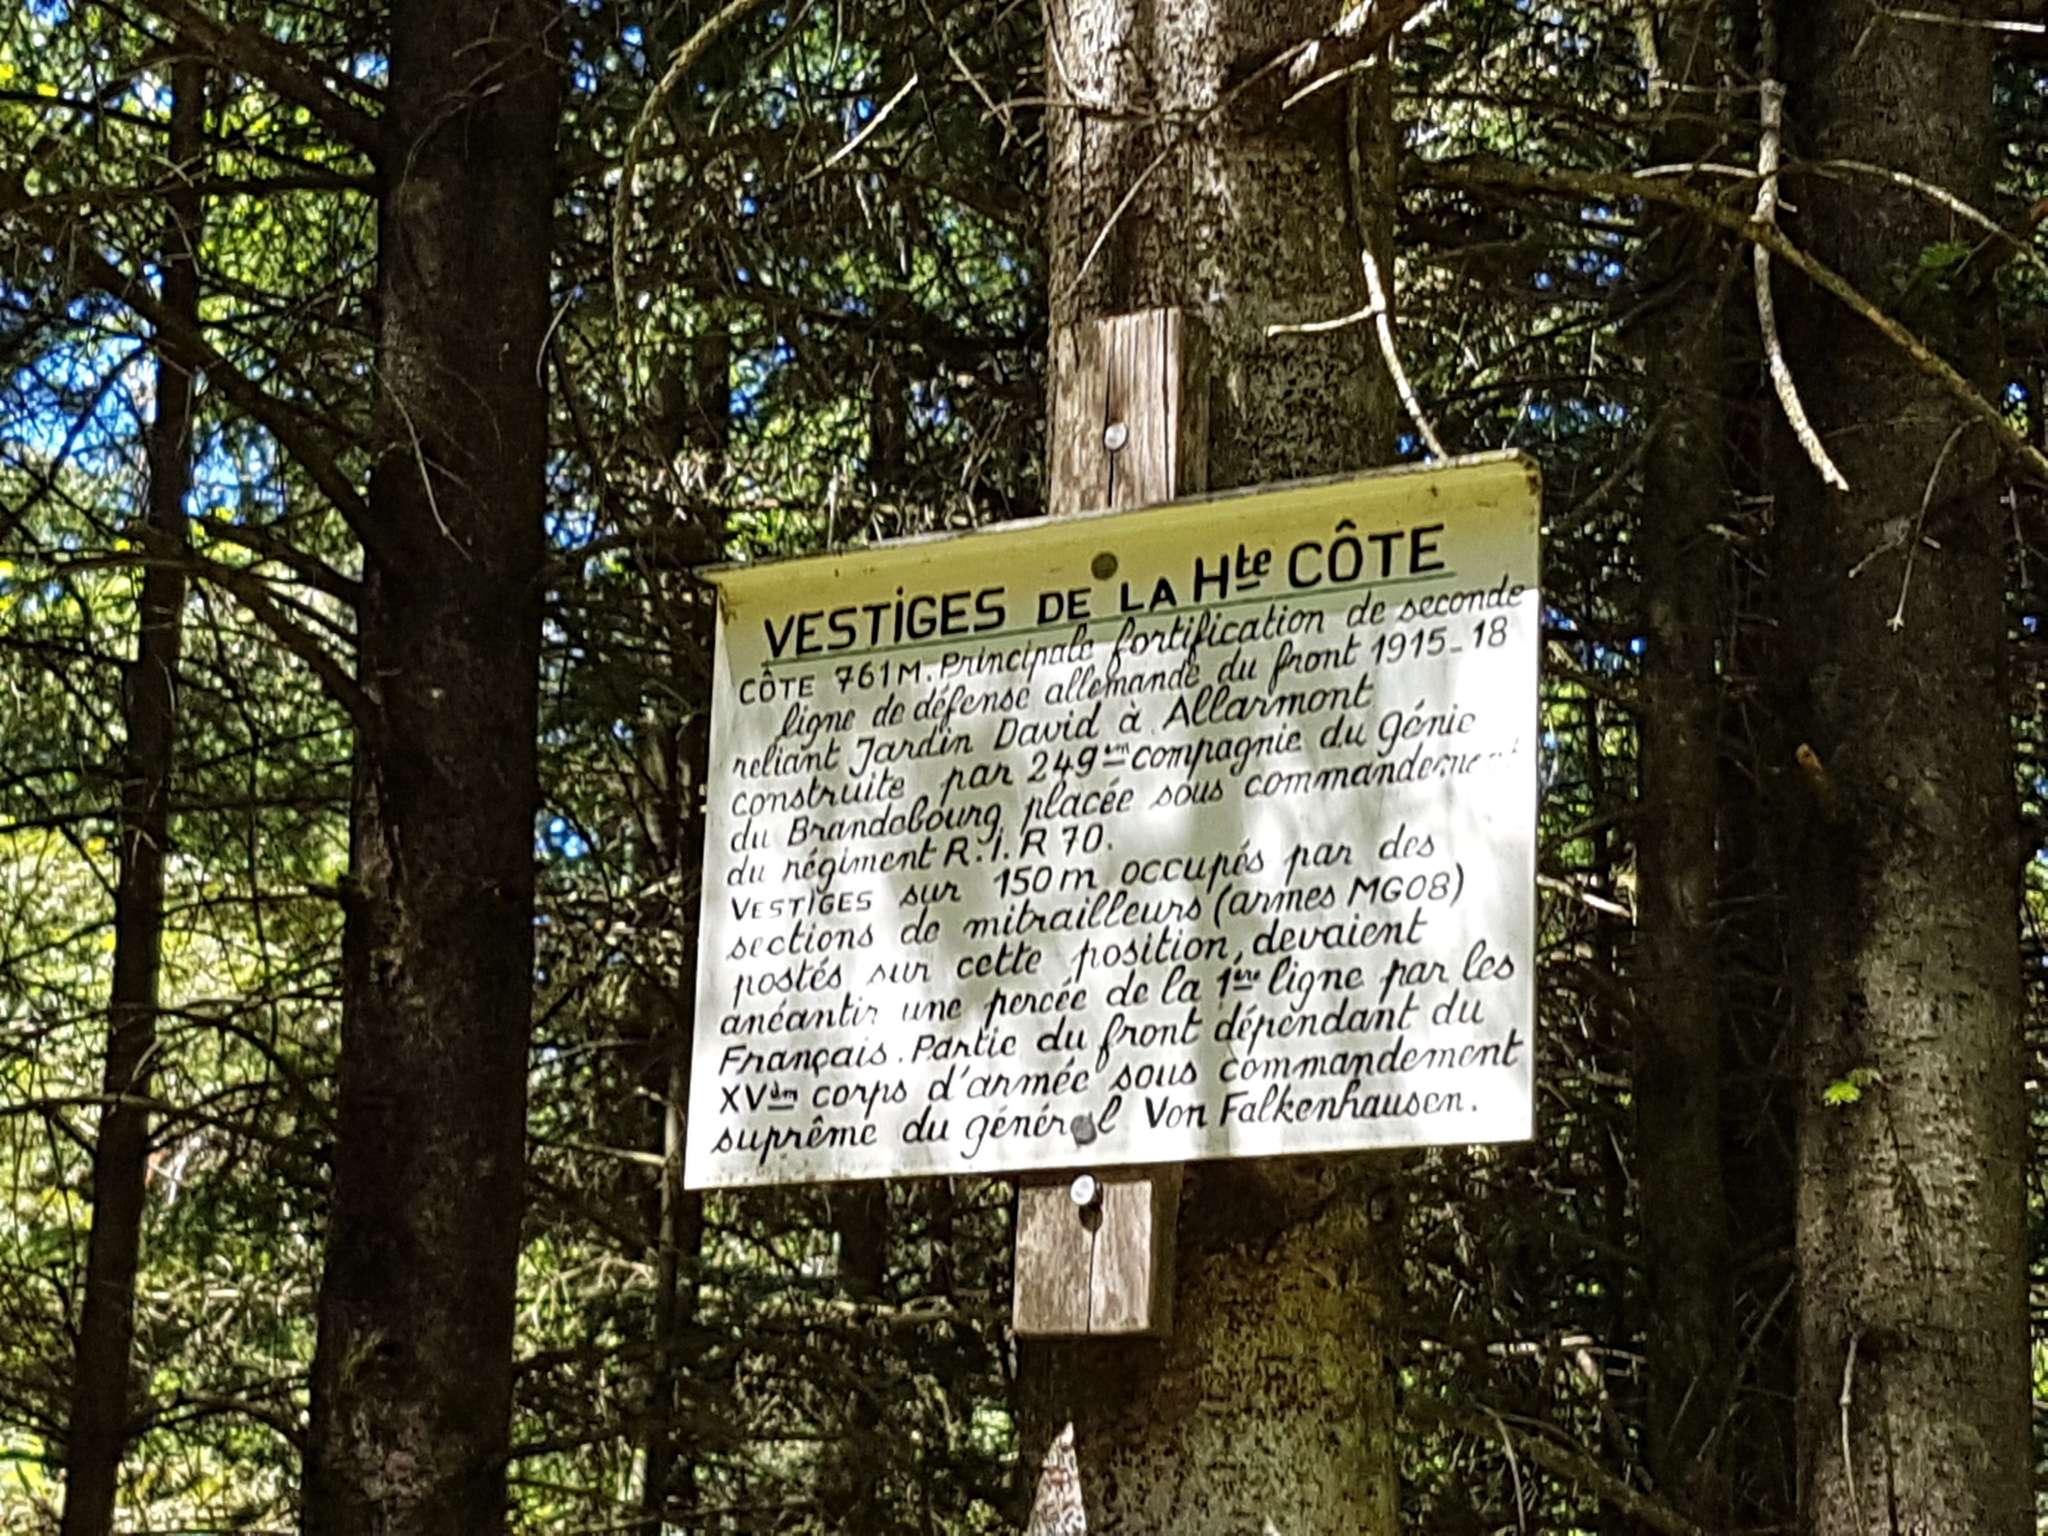 VESTIGES DE LA Hte CÔTE
CÔTE 761M. Principale fortification de seconde
ligne de défense allemande du front 1915-18
reliant Jardin David à Allarmont
construite par 249em compagnie du Génie
du Brandobourg placée sous commandement
du régiment R.I.R 70.
VESTIGES sur 150m occupés par des
sections de mitrailleurs (armes MG08)
postés sur cette position, devaient
anéantir une percée de la 1ère ligne par les
Français. Partie du front dépendant du
XVèm corps d'armée sous commandement
suprême du général Von Falkenhausen.